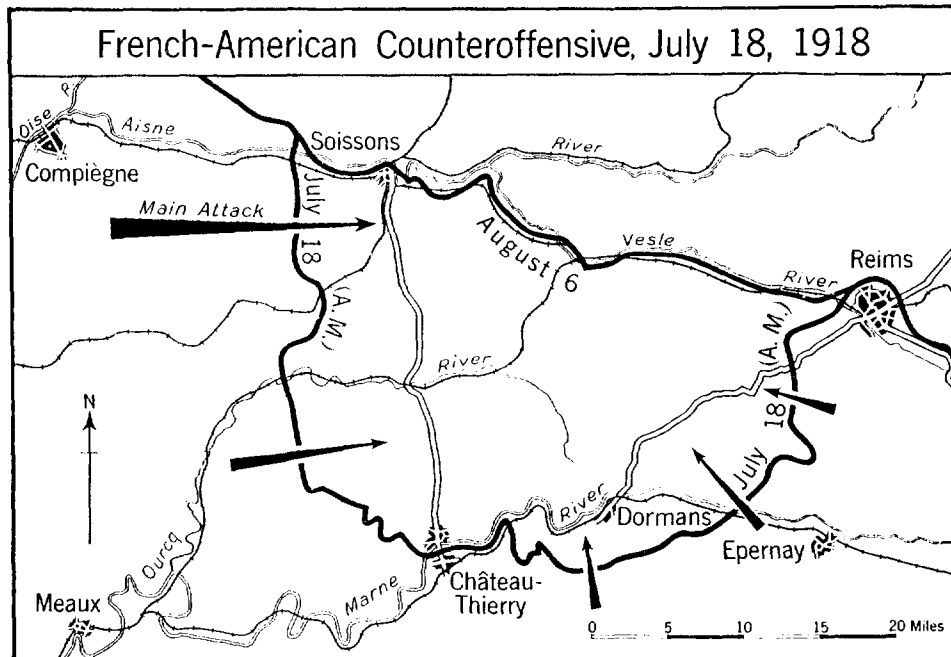 French-American Counteroffensive, July 18, 1918
Oise R.
Aisne
Soissons
River
Compiègne
July 18 (A.M.)
Main Attack
August 6
Vesle
River
Reims
(A.M.)
River
N
July 18
River
Dormans
Epernay
Ourcq
Marne
Château-
Thierry
Meaux
0 5 10 15 20 Miles